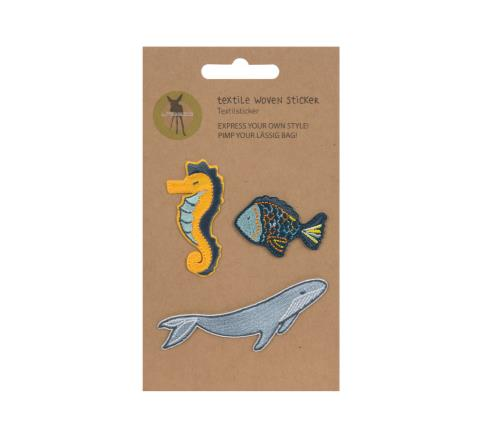 textile woven sticker
Textilsticker
EXPRESS YOUR OWN STYLE!
PIMP YOUR LÄSSIG BAG!